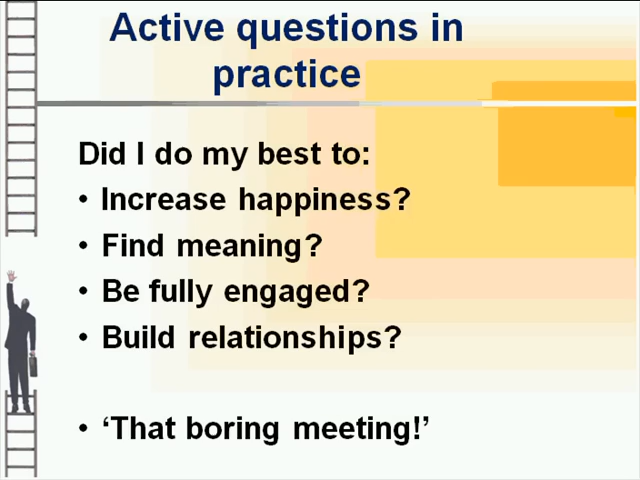 Active questions in
practice
Did I do my best to:
• Increase happiness?
• Find meaning?
• Be fully engaged?
• Build relationships?
• ‘That boring meeting!’